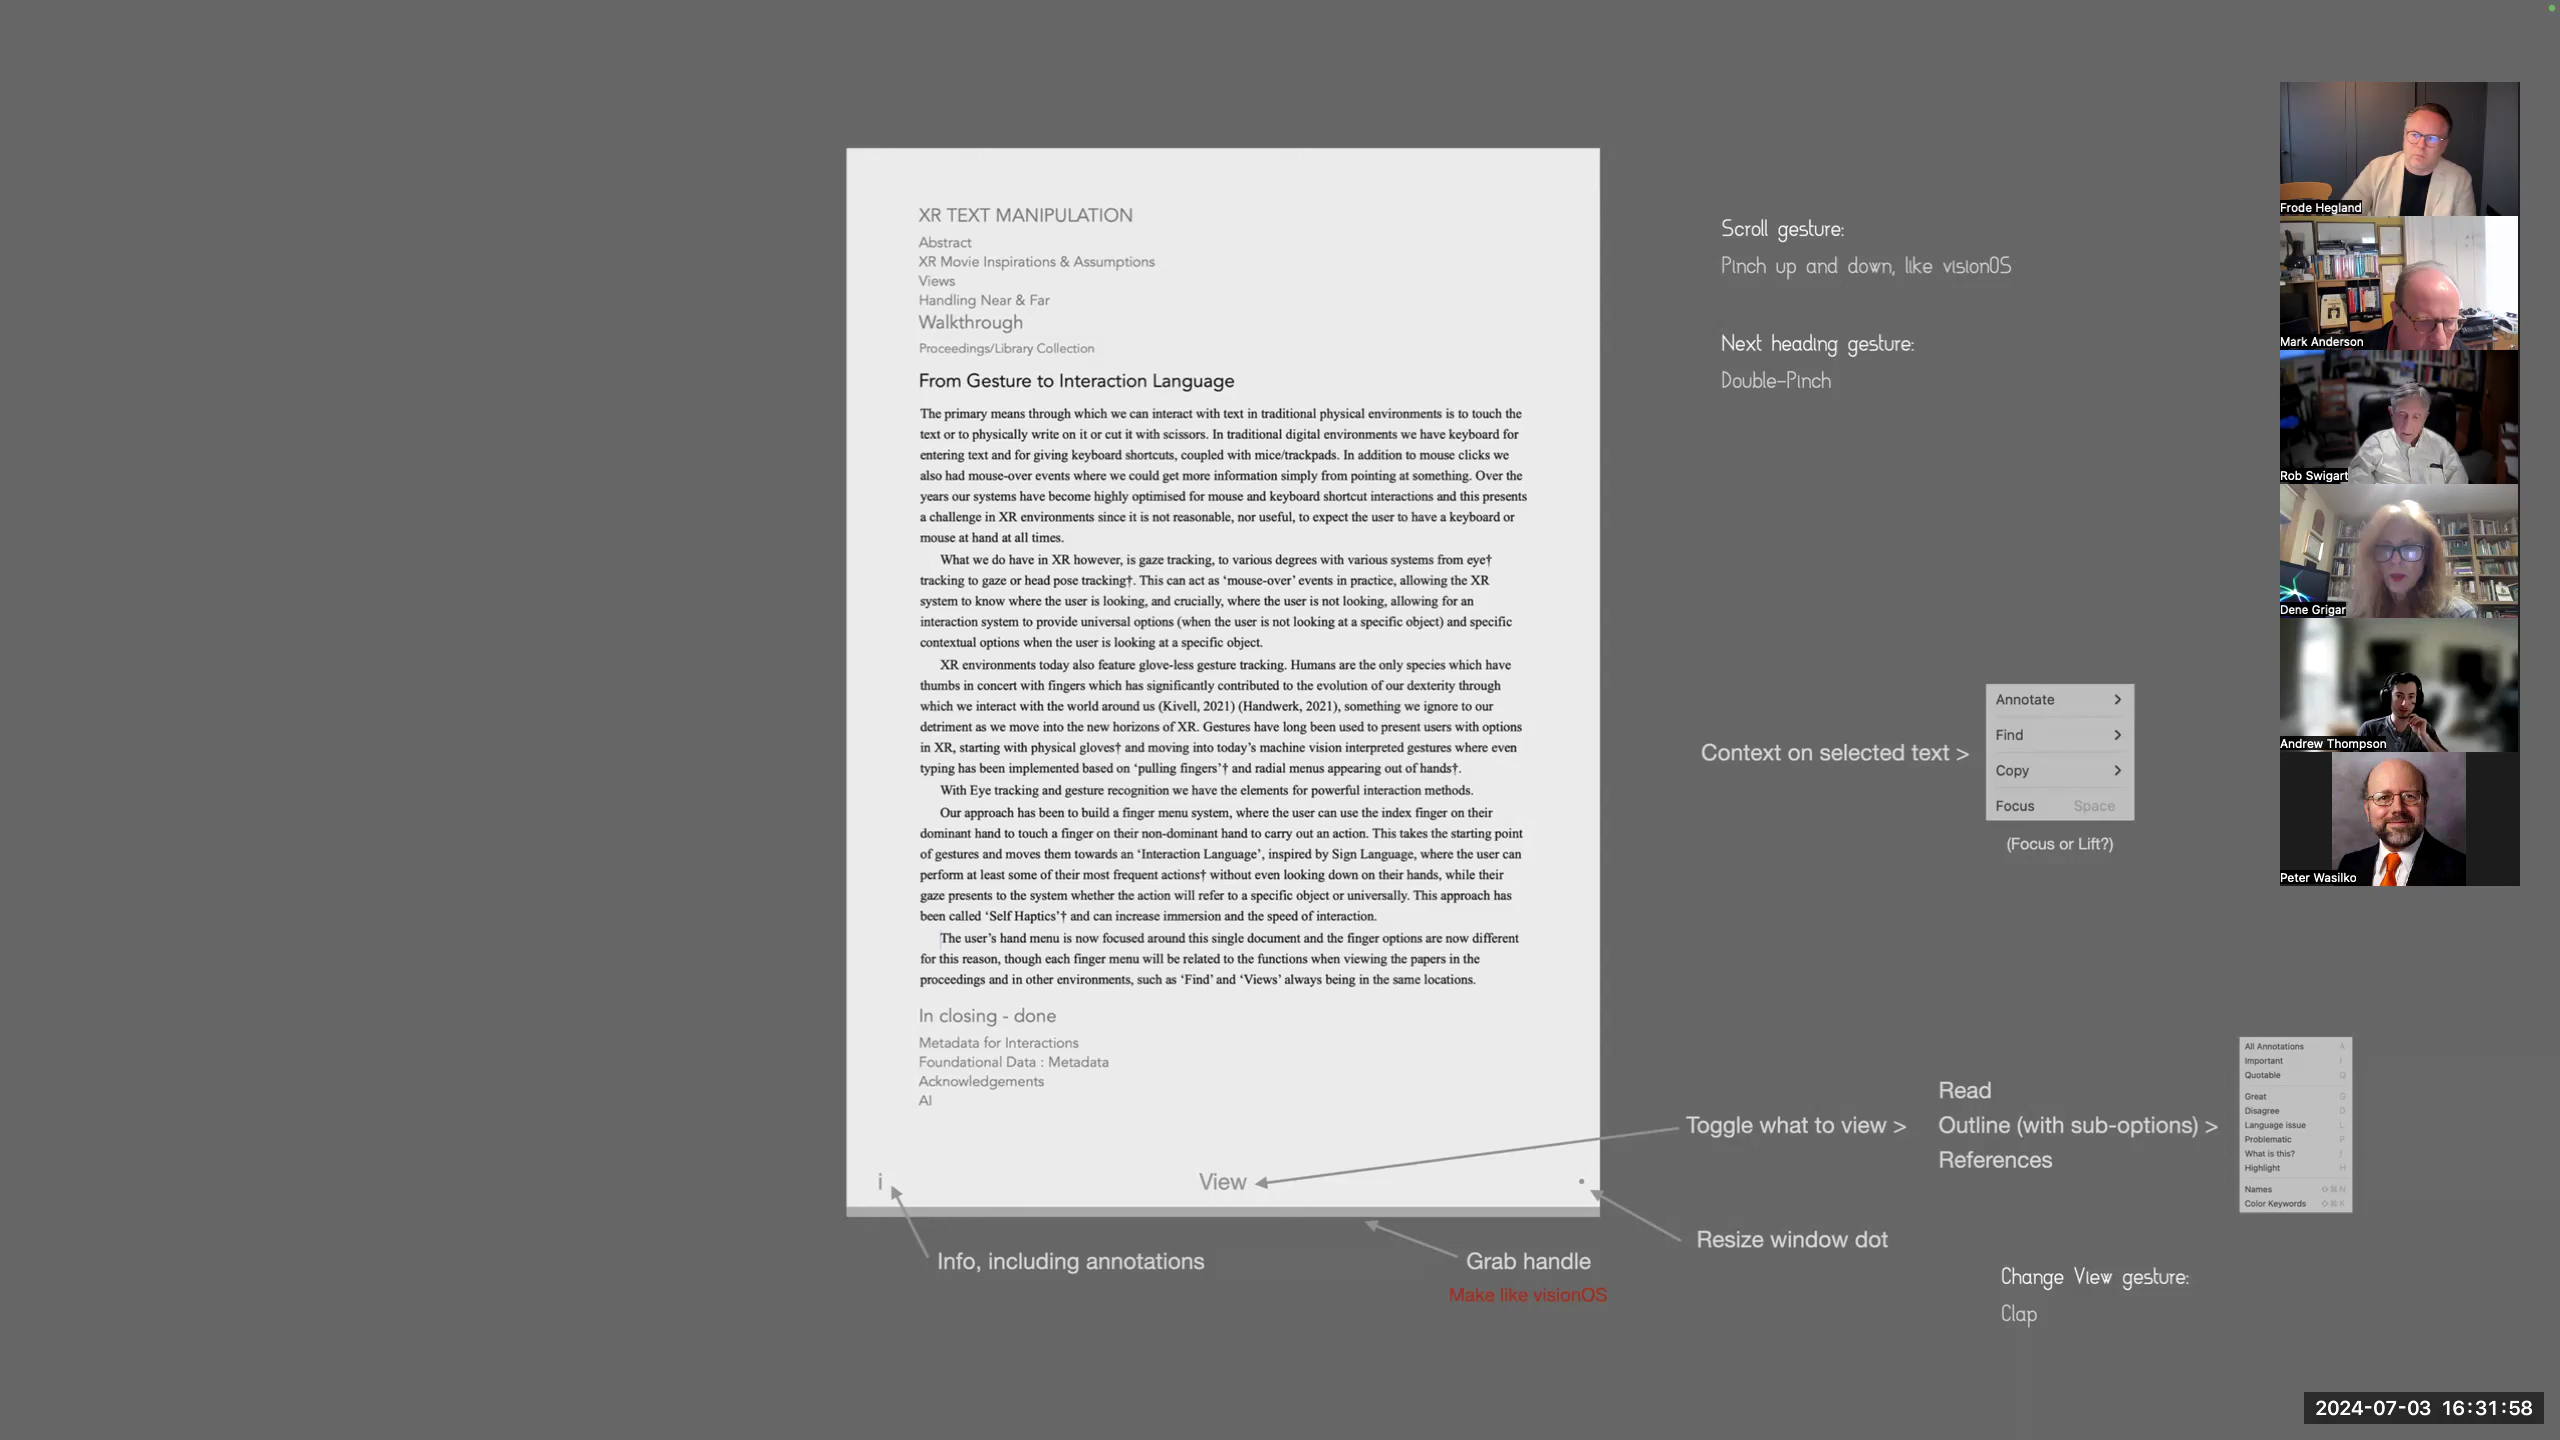 XR TEXT MANIPULATION
Abstract
XR Movie Inspirations & Assumptions
Views
Handling Near & Far
Walkthrough
Proceedings/Library Collection
From Gesture to Interaction Language
The primary means through which we can interact with text in traditional physical environments is to touch the
text or to physically write on it or cut it with scissors. In traditional digital environments we have keyboard for
entering text and for giving keyboard shortcuts, coupled with mice/trackpads. In addition to mouse clicks we
also had mouse-over events where we could get more information simply from pointing at something. Over the
years our systems have become highly optimised for mouse and keyboard shortcut interactions and this presents
a challenge in XR environments since it is not reasonable, nor useful, to expect the user to have a keyboard or
mouse at hand at all times.
What we do have in XR however, is gaze tracking, to various degrees with various systems from eye†
tracking to gaze or head pose tracking†. This can act as ‘mouse-over’ events in practice, allowing the XR
system to know where the user is looking, and crucially, where the user is not looking, allowing for an
interaction system to provide universal options (when the user is not looking at a specific object) and specific
contextual options when the user is looking at a specific object.
XR environments today also feature glove-less gesture tracking. Humans are the only species which have
thumbs in concert with fingers which has significantly contributed to the evolution of our dexterity through
which we interact with the world around us (Kivell, 2021) (Handwerk, 2021), something we ignore to our
detriment as we move into the new horizons of XR. Gestures have long been used to present users with options
in XR, starting with physical gloves† and moving into today’s machine vision interpreted gestures where even
typing has been implemented based on ‘pulling fingers’† and radial menus appearing out of hands†.
With Eye tracking and gesture recognition we have the elements for powerful interaction methods.
Our approach has been to build a finger menu system, where the user can use the index finger on their
dominant hand to touch a finger on their non-dominant hand to carry out an action. This takes the starting point
of gestures and moves them towards an ‘Interaction Language’, inspired by Sign Language, where the user can
perform at least some of their most frequent actions† without even looking down on their hands, while their
gaze presents to the system whether the action will refer to a specific object or universally. This approach has
been called ‘Self Haptics’† and can increase immersion and the speed of interaction.
The user’s hand menu is now focused around this single document and the finger options are now different
for this reason, though each finger menu will be related to the functions when viewing the papers in the
proceedings and in other environments, such as ‘Find’ and ‘Views’ always being in the same locations.
In closing - done
Metadata for Interactions
Foundational Data : Metadata
Acknowledgements
AI
i
View
Info, including annotations
Grab handle
Make like visionOS
Scroll gesture:
Pinch up and down, like visionOS
Next heading gesture:
Double-Pinch
Context on selected text >
Annotate >
Find >
Copy >
Focus Space
(Focus or Lift?)
Toggle what to view >
Read
Outline (with sub-options) >
References
Resize window dot
All Annotations A
Important
Quotable Q
Great G
Disagree D
Language issue L
Problematic P
What is this?
Highlight H
Names ⇧⌘N
Color Keywords ⇧⌘K
Change View gesture:
Clap
Frode Hegland
Mark Anderson
Rob Swigart
Dene Grigar
Andrew Thompson
Peter Wasilko
2024-07-03 16:31:58